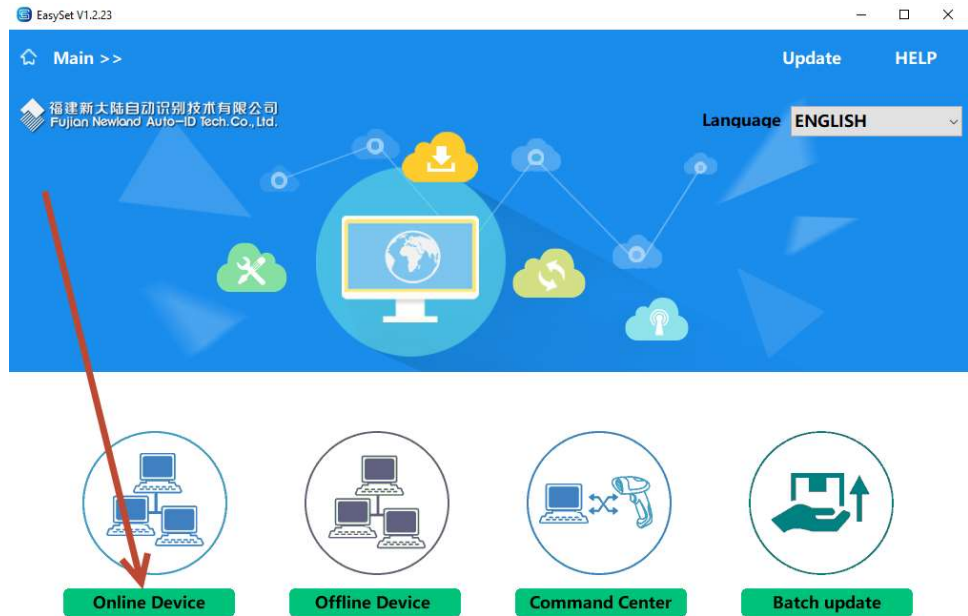 EasySet V1.2.23
Main >>
Update
HELP
福建新大陆自动识别技术有限公司
Fujian Newland Auto-ID Tech.Co.,Ltd.
Language
ENGLISH
Online Device
Offline Device
Command Center
Batch update